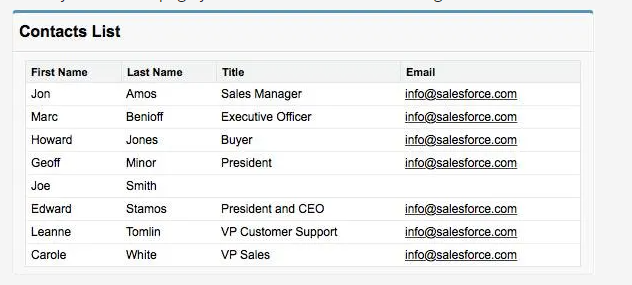 Contacts List
First Name Last Name Title Email
Jon Amos Sales Manager info@salesforce.com
Marc Benioff Executive Officer info@salesforce.com
Howard Jones Buyer info@salesforce.com
Geoff Minor President info@salesforce.com
Joe Smith
Edward Stamos President and CEO info@salesforce.com
Leanne Tomlin VP Customer Support info@salesforce.com
Carole White VP Sales info@salesforce.com